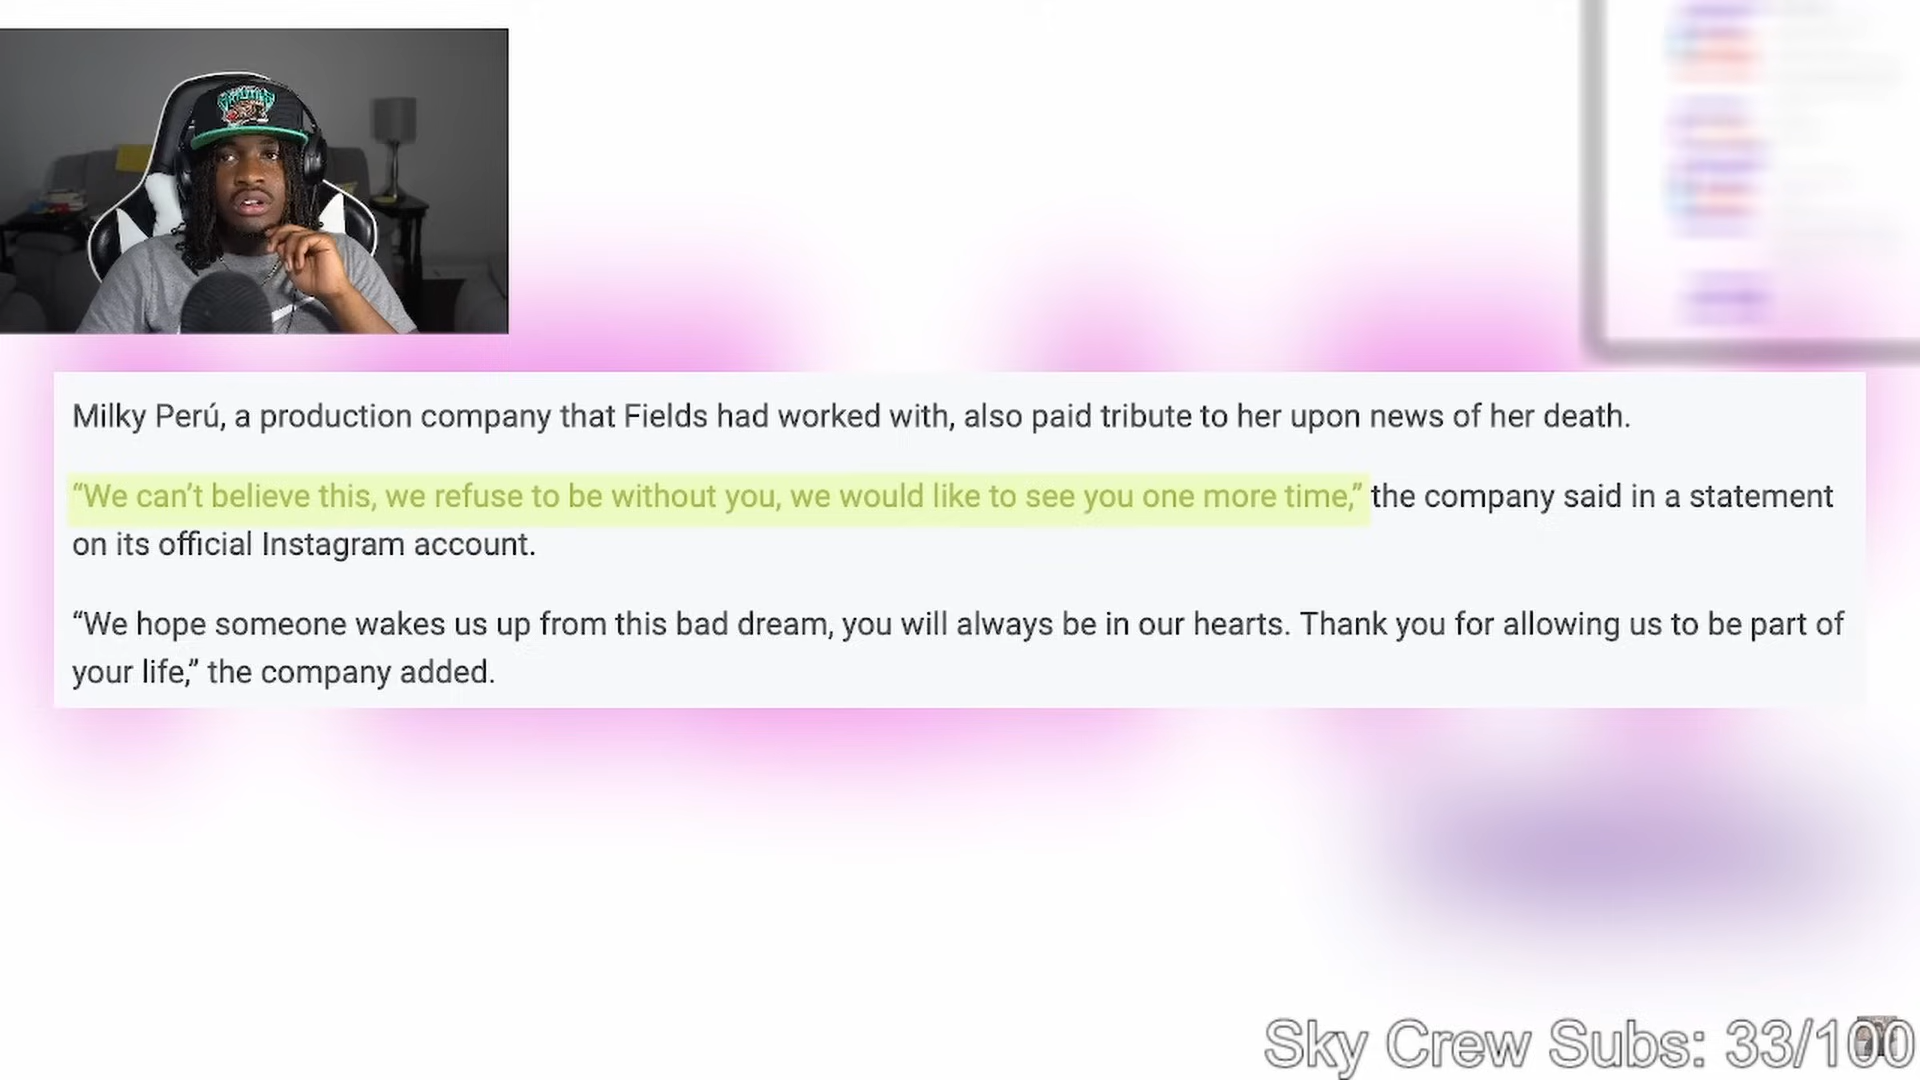 Milky Perú, a production company that Fields had worked with, also paid tribute to her upon news of her death.
“We can’t believe this, we refuse to be without you, we would like to see you one more time,” the company said in a statement
on its official Instagram account.
“We hope someone wakes us up from this bad dream, you will always be in our hearts. Thank you for allowing us to be part of
your life,” the company added.
Sky Crew Subs: 33/100